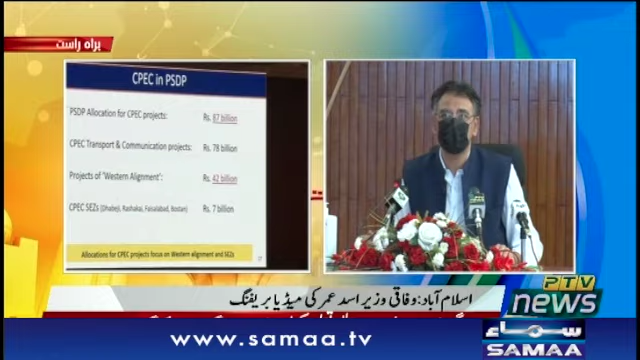 براہ راست
CPEC in PSDP
PSDP Allocation for CPEC projects: Rs. 87 billion
CPEC Transport & Communication projects: Rs. 78 billion
Projects of 'Western Alignment': Rs. 42 billion
CPEC SEZs (Dhabeji, Rashakai, Faisalabad, Bostan) Rs. 7 billion
Allocations for CPEC projects focus on Western alignment and SEZs
اسلام آباد: وفاقی وزیر اسد عمر کی میڈیا بریفنگ
PTV
NEWS
www.samaa.tv
سماء
SAMAA